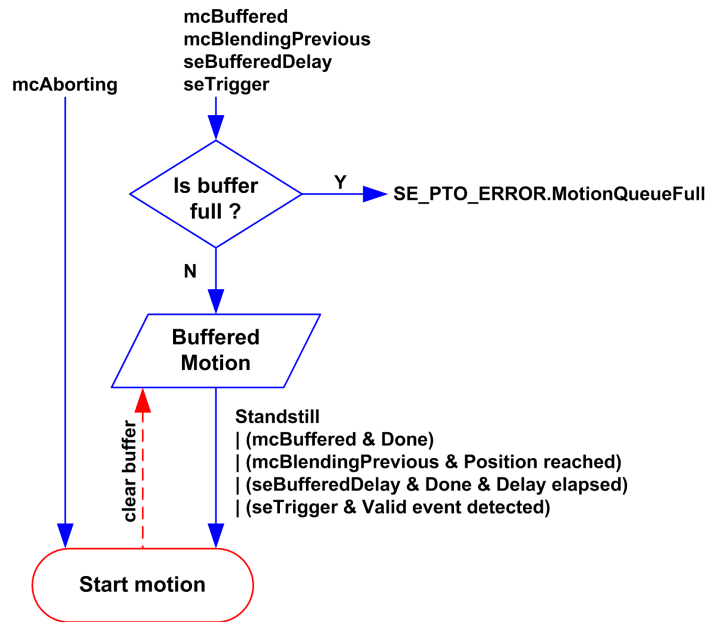 mcBuffered
mcBlendingPrevious
seBufferedDelay
seTrigger
mcAborting
Is buffer
full ?
Y
SE_PTO_ERROR.MotionQueueFull
N
Buffered
Motion
clear buffer
Standstill
| (mcBuffered & Done)
| (mcBlendingPrevious & Position reached)
| (seBufferedDelay & Done & Delay elapsed)
| (seTrigger & Valid event detected)
Start motion